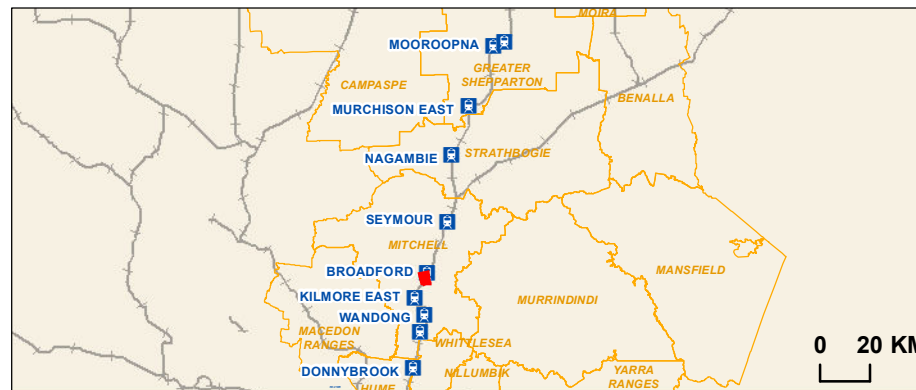 MOIRA
MOOROOPNA
GREATER
SHEPPARTON
CAMPASPE
BENALLA
MURCHISON EAST
NAGAMBIE
STRATHBOGIE
SEYMOUR
MITCHELL
BROADFORD
MANSFIELD
KILMORE EAST
MURRINDINDI
WANDONG
MACEDON
RANGES
WHITTLESEA
0 20 KM
DONNYBROOK
NILLUMBIK
YARRA
RANGES
HUME